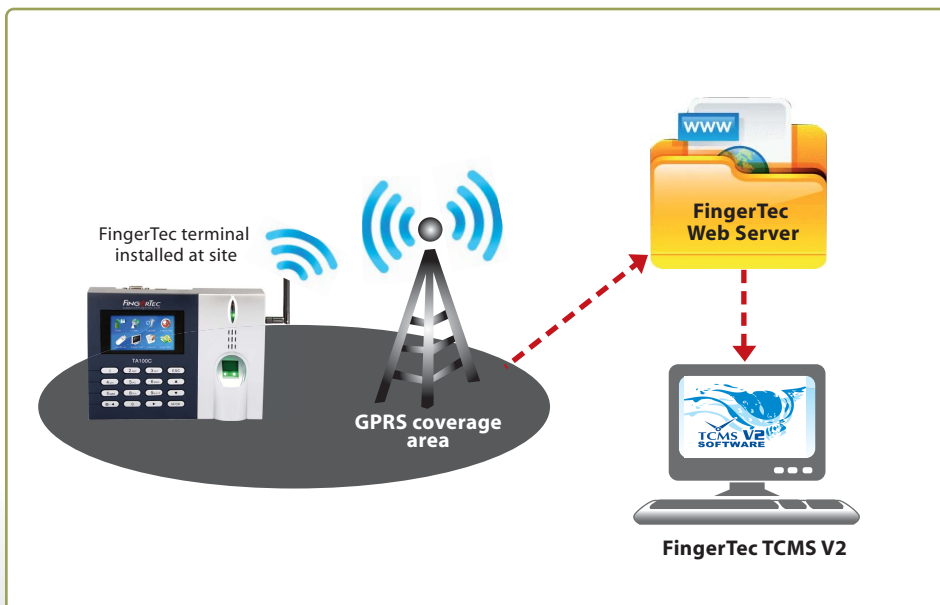 FingerTec terminal
installed at site
FINGERTEC
TA100C
ESC
GPRS coverage
area
WWW
FingerTec
Web Server
TCMS V2
SOFTWARE
FingerTec TCMS V2